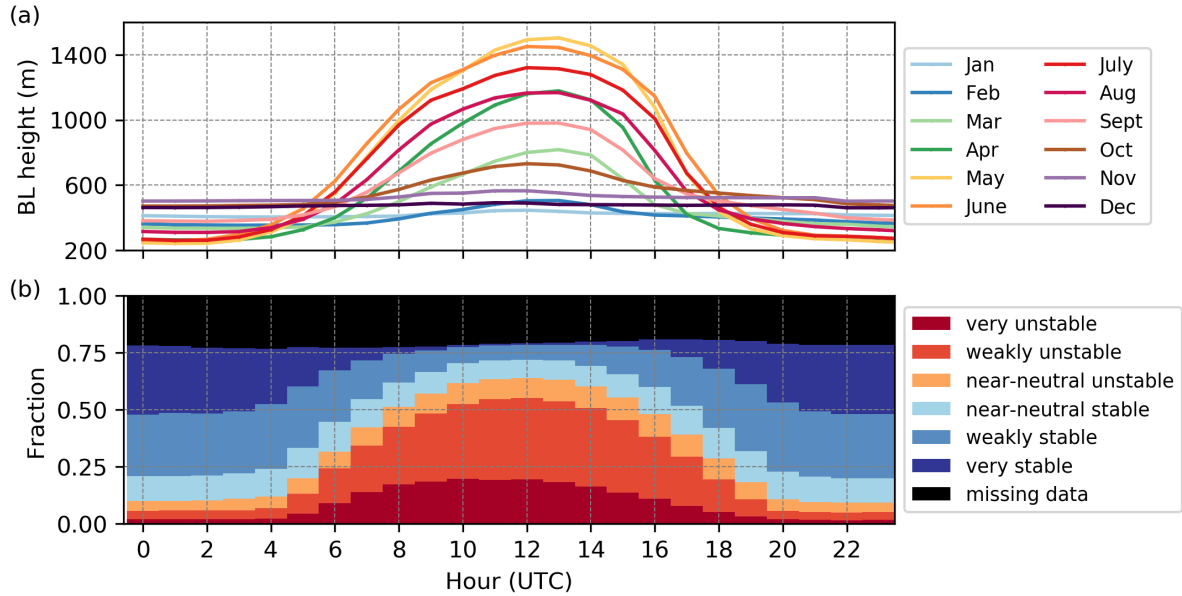 (a)
1400
1000
600
200
BL height (m)
Jan
Feb
Mar
Apr
May
June
July
Aug
Sept
Oct
Nov
Dec
(b)
1.00
0.75
0.50
0.25
0.00
Fraction
0 2 4 6 8 10 12 14 16 18 20 22
Hour (UTC)
very unstable
weakly unstable
near-neutral unstable
near-neutral stable
weakly stable
very stable
missing data